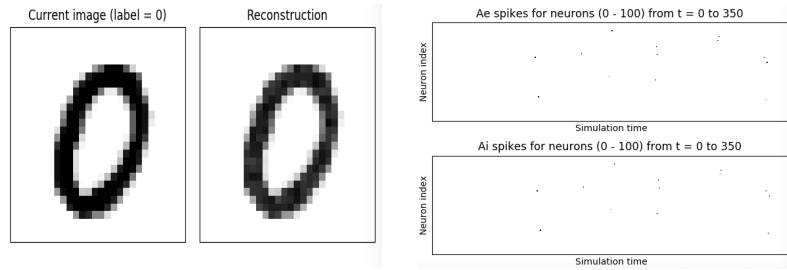 Current image (label = 0)
Reconstruction
Ae spikes for neurons (0 - 100) from t = 0 to 350
Neuron index
Simulation time
Ai spikes for neurons (0 - 100) from t = 0 to 350
Neuron index
Simulation time